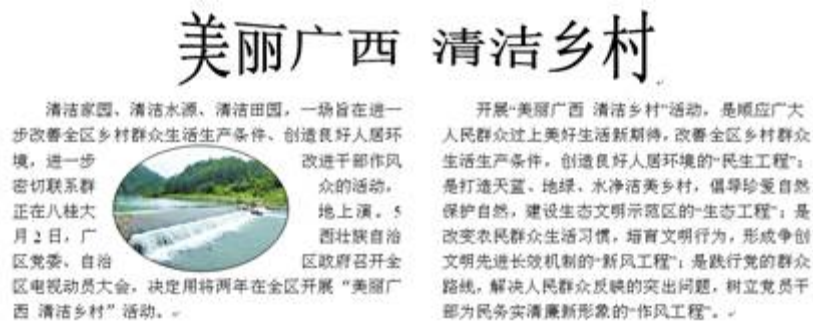 美丽广西 清洁乡村
清洁家园、清洁水源、清洁田园，一场旨在进一
步改善全区乡村群众生活生产条件、创造良好人居环
境，进一步改进干部作风
密切联系群众的活动，
正在八桂大地上演。5
月2日，广西壮族自治
区党委、自治区政府召开全
区电视动员大会，决定用将两年在全区开展“美丽广
西 清洁乡村”活动。
开展“美丽广西 清洁乡村”活动，是顺应广大
人民群众过上美好生活新期待，改善全区乡村群众
生活生产条件，创造良好人居环境的“民生工程”；
是打造天蓝、地绿、水净洁美乡村，倡导珍爱自然
保护自然，建设生态文明示范区的“生态工程”；是
改变农民群众生活习惯，培育文明行为，形成争创
文明先进长效机制的“新风工程”；是践行党的群众
路线，解决人民群众反映的突出问题，树立党员干
部为民务实清廉新形象的“作风工程”。